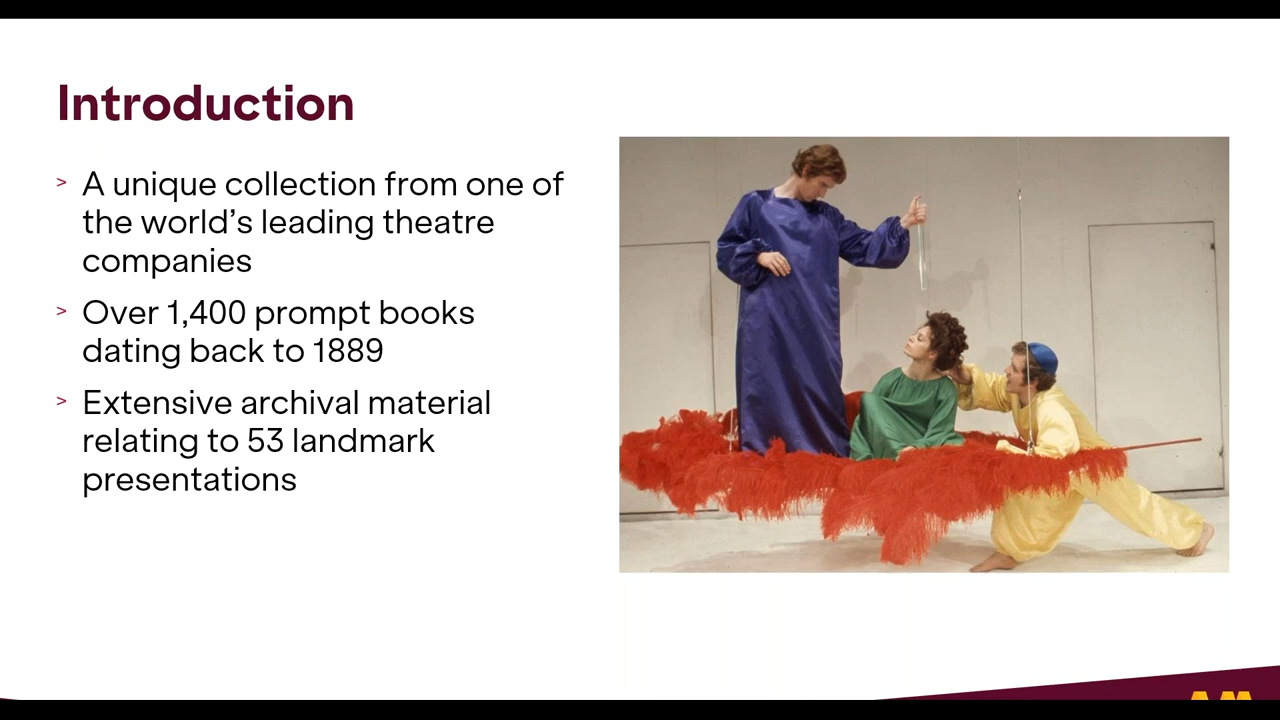 Introduction
> A unique collection from one of
the world’s leading theatre
companies
> Over 1,400 prompt books
dating back to 1889
> Extensive archival material
relating to 53 landmark
presentations